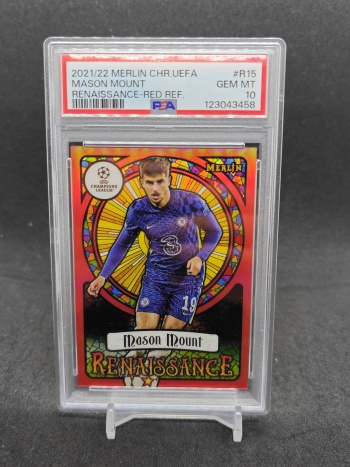 2021/22 MERLIN CHR.UEFA #R15
MASON MOUNT GEM MT
RENAISSANCE-RED REF. 10
PSA 123043458
UEFA
CHAMPIONS
LEAGUE
MERLIN
3
19
Mason Mount
RENAISSANCE